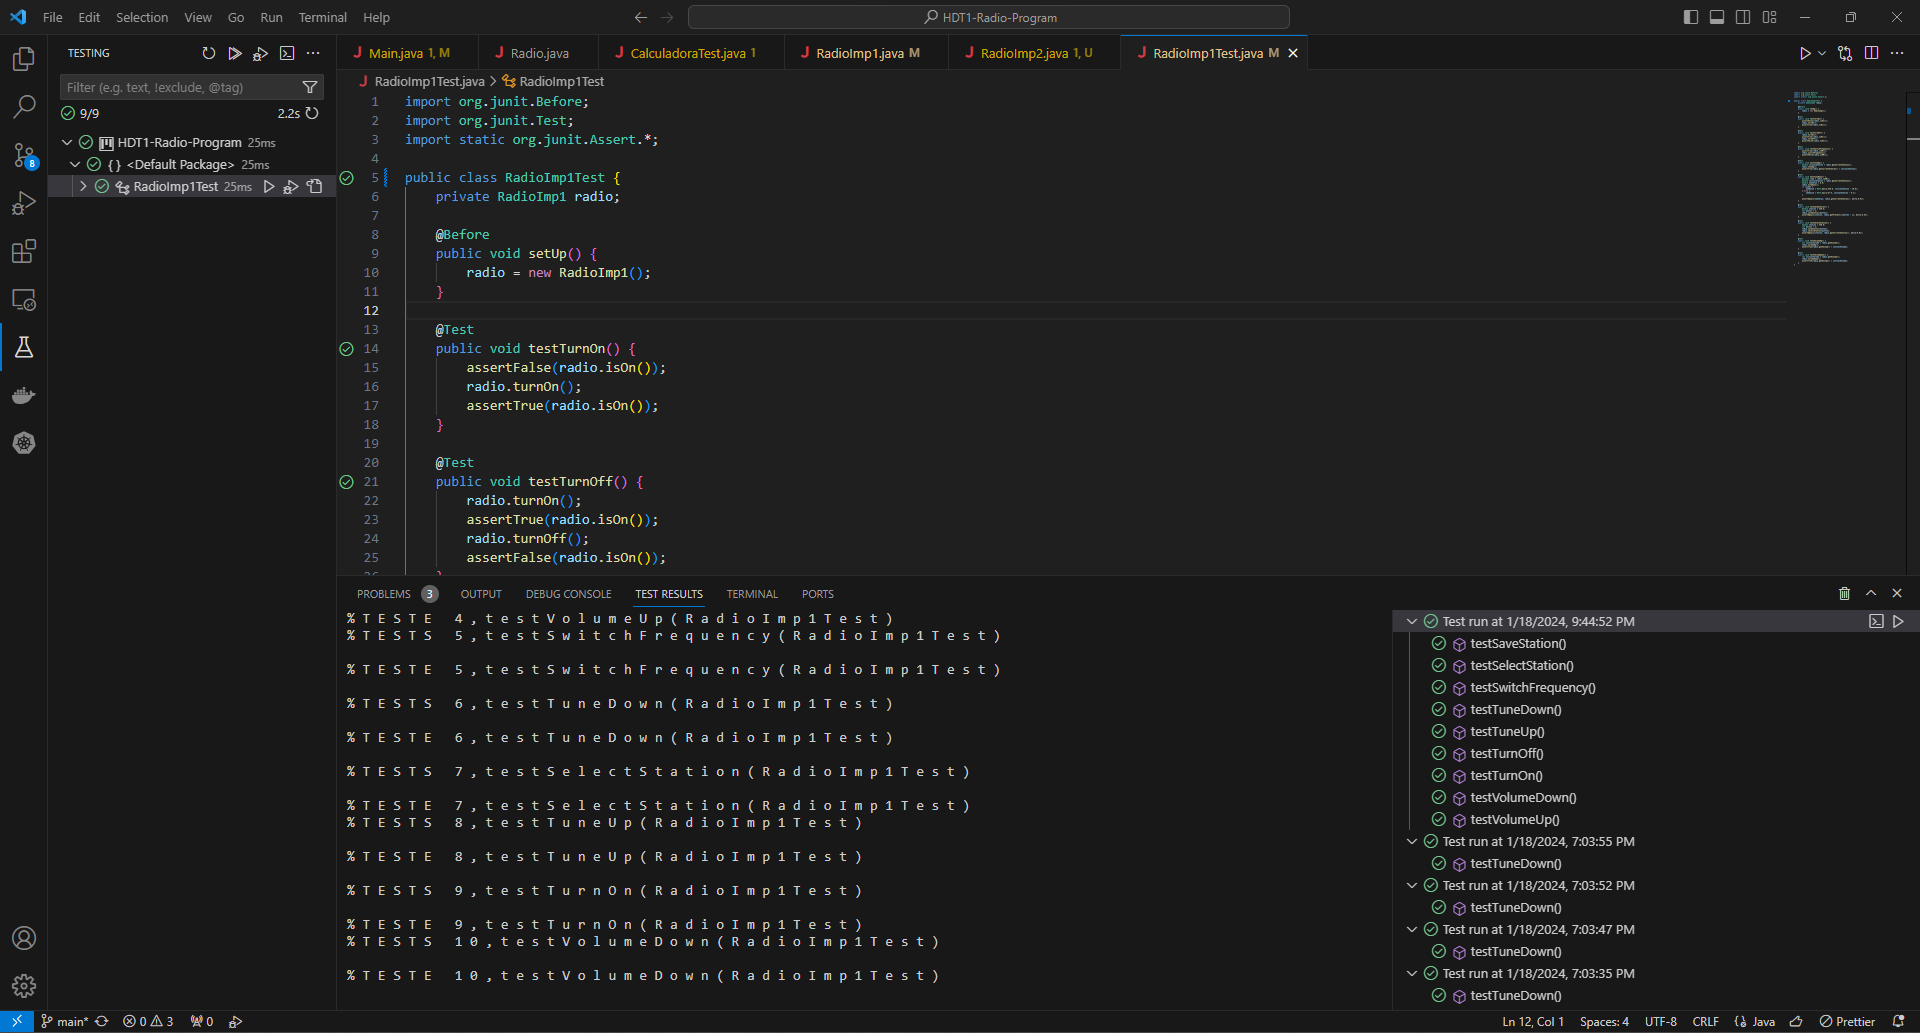 File Edit Selection View Go Run Terminal Help
HDT1-Radio-Program
TESTING
Filter (e.g. text, !exclude, @tag)
9/9
2.2s
HDT1-Radio-Program 25ms
{ } <Default Package> 25ms
RadioImp1Test 25ms
8
J Main.java 1, M
J Radio.java
J CalculadoraTest.java 1
J RadioImp1.java M
J RadioImp2.java 1, U
J RadioImp1Test.java M
J RadioImp1Test.java > RadioImp1Test
1 import org.junit.Before;
2 import org.junit.Test;
3 import static org.junit.Assert.*;
4
5 public class RadioImp1Test {
6 private RadioImp1 radio;
7
8 @Before
9 public void setUp() {
10 radio = new RadioImp1();
11 }
12
13 @Test
14 public void testTurnOn() {
15 assertFalse(radio.isOn());
16 radio.turnOn();
17 assertTrue(radio.isOn());
18 }
19
20 @Test
21 public void testTurnOff() {
22 radio.turnOn();
23 assertTrue(radio.isOn());
24 radio.turnOff();
25 assertFalse(radio.isOn());
26 }
PROBLEMS 3 OUTPUT DEBUG CONSOLE TEST RESULTS TERMINAL PORTS
%TESTE 4,testVolumeUp(RadioImp1Test)
%TESTS 5,testSwitchFrequency(RadioImp1Test)
%TESTE 5,testSwitchFrequency(RadioImp1Test)
%TESTS 6,testTuneDown(RadioImp1Test)
%TESTE 6,testTuneDown(RadioImp1Test)
%TESTS 7,testSelectStation(RadioImp1Test)
%TESTE 7,testSelectStation(RadioImp1Test)
%TESTS 8,testTuneUp(RadioImp1Test)
%TESTE 8,testTuneUp(RadioImp1Test)
%TESTS 9,testTurnOn(RadioImp1Test)
%TESTE 9,testTurnOn(RadioImp1Test)
%TESTS 10,testVolumeDown(RadioImp1Test)
%TESTE 10,testVolumeDown(RadioImp1Test)
Test run at 1/18/2024, 9:44:52 PM
testSaveStation()
testSelectStation()
testSwitchFrequency()
testTuneDown()
testTuneUp()
testTurnOff()
testTurnOn()
testVolumeDown()
testVolumeUp()
Test run at 1/18/2024, 7:03:55 PM
testTuneDown()
Test run at 1/18/2024, 7:03:52 PM
testTuneDown()
Test run at 1/18/2024, 7:03:47 PM
testTuneDown()
Test run at 1/18/2024, 7:03:35 PM
testTuneDown()
main* 0 3 0
Ln 12, Col 1 Spaces: 4 UTF-8 CRLF Java Prettier